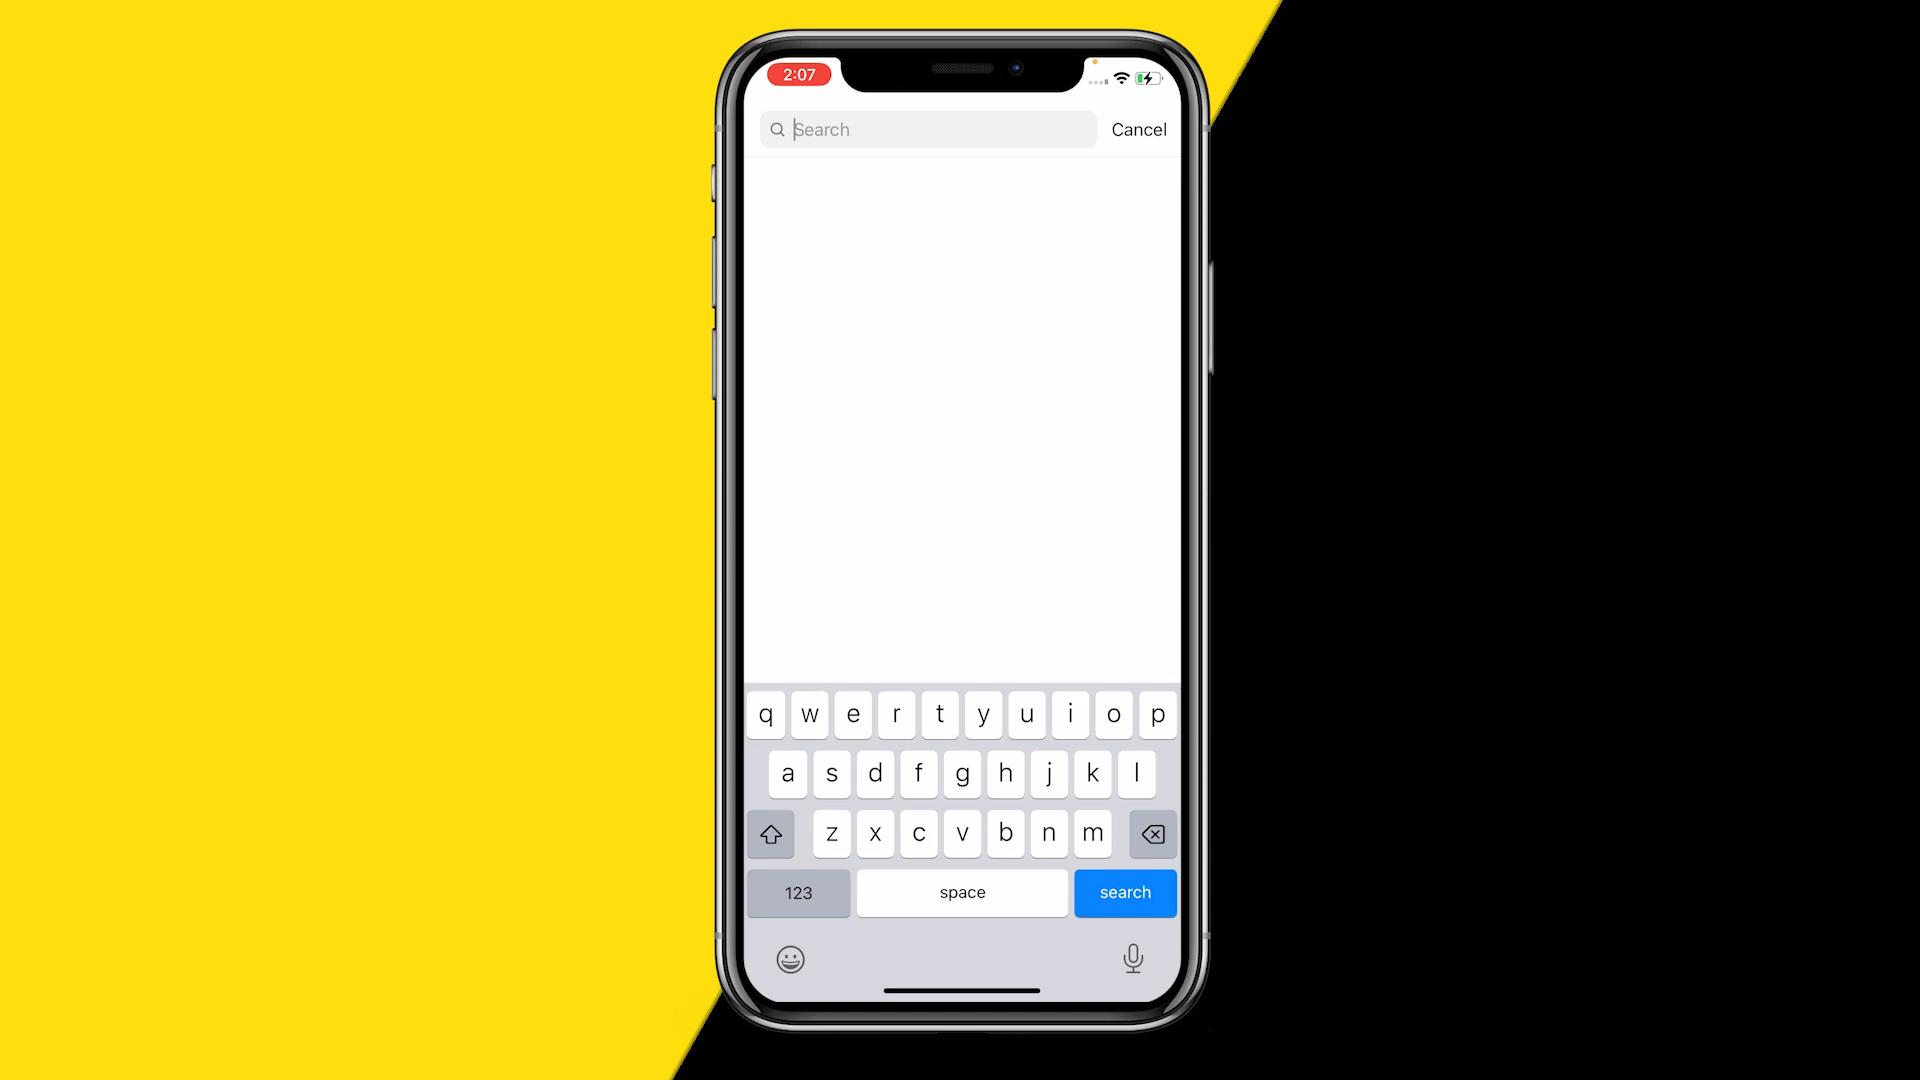 2:07
Search
Cancel
q w e r t y u i o p
a s d f g h j k l
z x c v b n m
123 space search